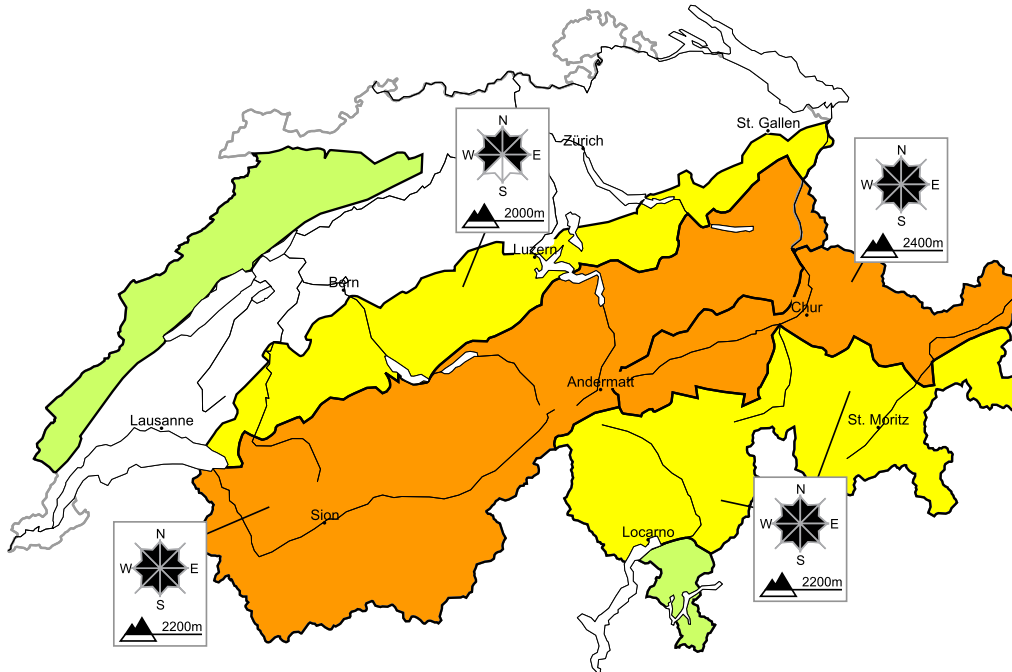 N
W E
S
2000m
Zürich
St. Gallen
N
W E
S
2400m
Luzern
Bern
Chur
Andermatt
Lausanne
St. Moritz
N
W E
S
2200m
Sion
Locarno
N
W E
S
2200m